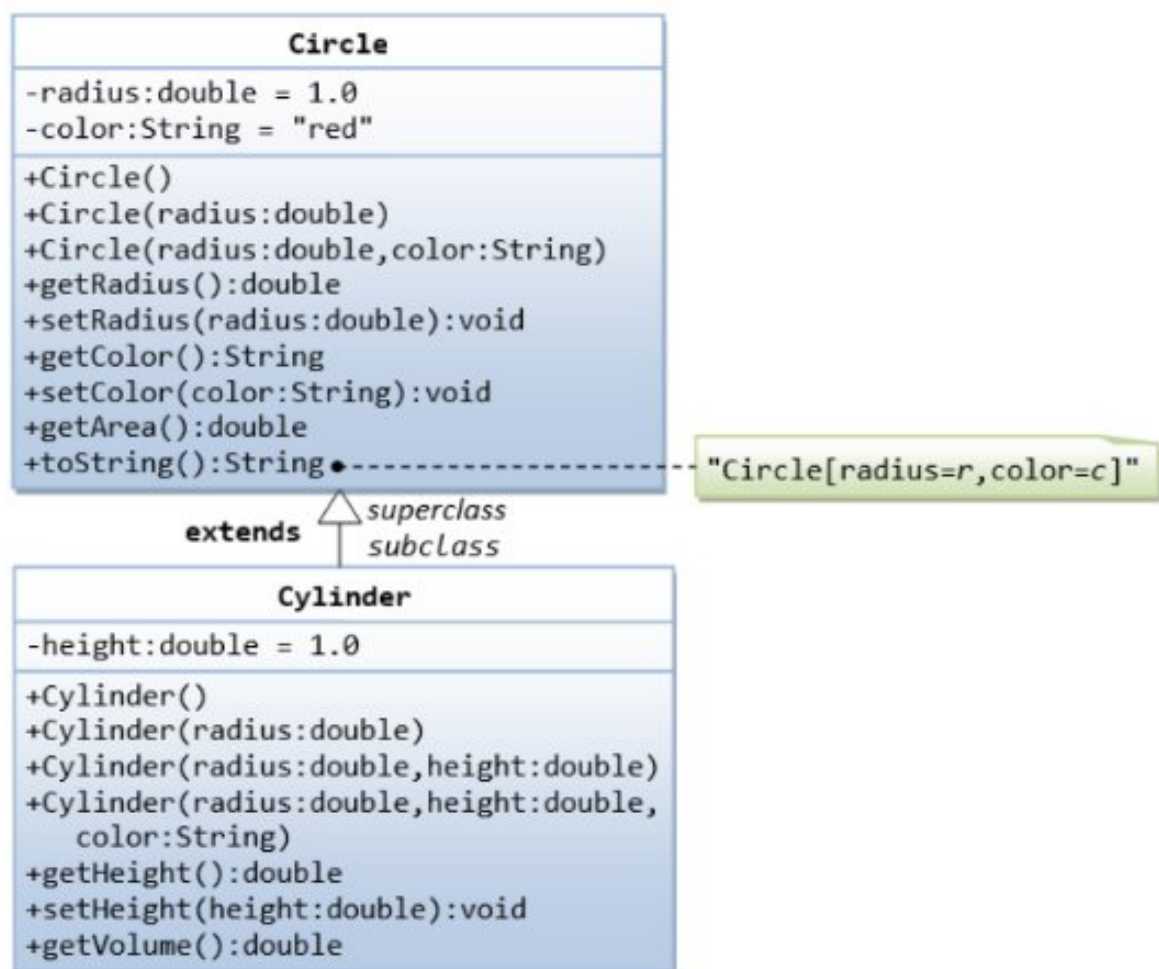 Circle
-radius:double = 1.0
-color:String = "red"
+Circle()
+Circle(radius:double)
+Circle(radius:double,color:String)
+getRadius():double
+setRadius(radius:double):void
+getColor():String
+setColor(color:String):void
+getArea():double
+toString():String
"Circle[radius=r,color=c]"
superclass
extends
subclass
Cylinder
-height:double = 1.0
+Cylinder()
+Cylinder(radius:double)
+Cylinder(radius:double,height:double)
+Cylinder(radius:double,height:double,
color:String)
+getHeight():double
+setHeight(height:double):void
+getVolume():double